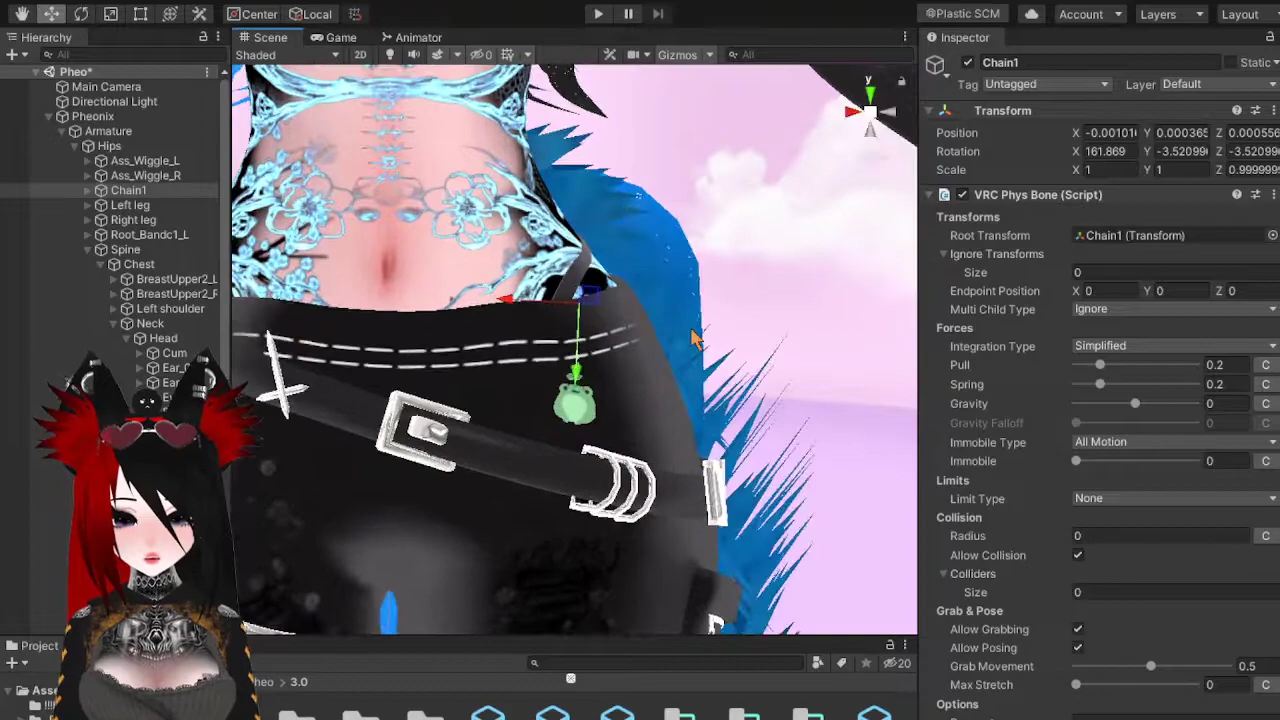 Center Local Plastic SCM Account Layers Layout
Hierarchy Scene Game Animator Inspector
All Shaded 2D 0 Gizmos All
Pheo*
Main Camera
Directional Light
Pheonix
Armature
Hips
Ass_Wiggle_L
Ass_Wiggle_R
Chain1
Left leg
Right leg
Root_Bandc1_L
Spine
Chest
BreastUpper2_L
BreastUpper2_R
Left shoulder
Neck
Head
Cum
Ear_
Ear
y
Chain1 Static
Tag Untagged Layer Default
Transform
Position X Y 0.000365 Z
Rotation X 161.869 Y -3.52099 Z -3.52099
Scale X 1 Y 1 Z 0.999999
VRC Phys Bone (Script)
Transforms
Root Transform Chain1 (Transform)
Ignore Transforms
Size 0
Endpoint Position X 0 Y 0 Z 0
Multi Child Type Ignore
Forces
Integration Type Simplified
Pull 0.2 C
Spring 0.2 C
Gravity 0 C
Gravity Falloff 0 C
Immobile Type All Motion
Immobile 0 C
Limits
Limit Type None
Collision
Radius 0 C
Allow Collision
Colliders
Size 0
Grab & Pose
Allow Grabbing
Allow Posing
Grab Movement 0.5
Max Stretch 0 C
Options
Project
20
Asse
heo > 3.0